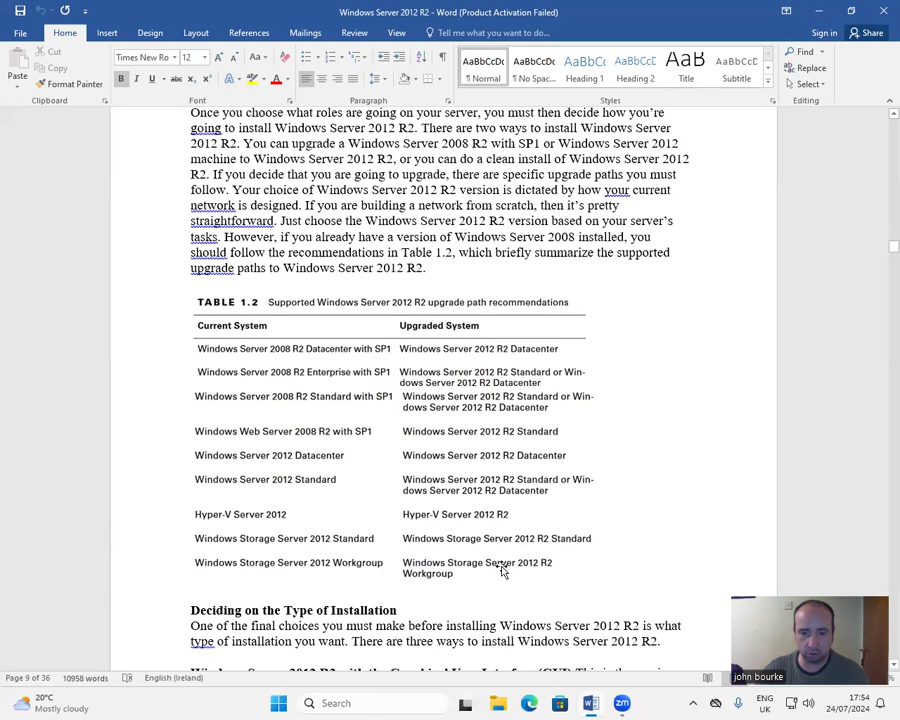 Windows Server 2012 R2 - Word (Product Activation Failed)
File Home Insert Design Layout References Mailings Review View Tell me what you want to do... Sign in Share
Paste
Cut
Copy
Format Painter
Clipboard
Times New Ro 12
Font
Paragraph
AaBbCcDc AaBbCcDc AaBbCc AaBbCcC AaB AaBbCcC
¶ Normal ¶ No Spac... Heading 1 Heading 2 Title Subtitle
Styles
Find
Replace
Select
Editing
Once you choose what roles are going on your server, you must then decide how you're
going to install Windows Server 2012 R2. There are two ways to install Windows Server
2012 R2. You can upgrade a Windows Server 2008 R2 with SP1 or Windows Server 2012
machine to Windows Server 2012 R2, or you can do a clean install of Windows Server 2012
R2. If you decide that you are going to upgrade, there are specific upgrade paths you must
follow. Your choice of Windows Server 2012 R2 version is dictated by how your current
network is designed. If you are building a network from scratch, then it's pretty
straightforward. Just choose the Windows Server 2012 R2 version based on your server's
tasks. However, if you already have a version of Windows Server 2008 installed, you
should follow the recommendations in Table 1.2, which briefly summarize the supported
upgrade paths to Windows Server 2012 R2.
TABLE 1.2 Supported Windows Server 2012 R2 upgrade path recommendations
Current System Upgraded System
Windows Server 2008 R2 Datacenter with SP1 Windows Server 2012 R2 Datacenter
Windows Server 2008 R2 Enterprise with SP1 Windows Server 2012 R2 Standard or Win-
dows Server 2012 R2 Datacenter
Windows Server 2008 R2 Standard with SP1 Windows Server 2012 R2 Standard or Win-
dows Server 2012 R2 Datacenter
Windows Web Server 2008 R2 with SP1 Windows Server 2012 R2 Standard
Windows Server 2012 Datacenter Windows Server 2012 R2 Datacenter
Windows Server 2012 Standard Windows Server 2012 R2 Standard or Win-
dows Server 2012 R2 Datacenter
Hyper-V Server 2012 Hyper-V Server 2012 R2
Windows Storage Server 2012 Standard Windows Storage Server 2012 R2 Standard
Windows Storage Server 2012 Workgroup Windows Storage Server 2012 R2
Workgroup
Deciding on the Type of Installation
One of the final choices you must make before installing Windows Server 2012 R2 is what
type of installation you want. There are three ways to install Windows Server 2012 R2.
john bourke
Page 9 of 36 10958 words English (Ireland)
20°C
Mostly cloudy
Search
ENG
UK
17:54
24/07/2024